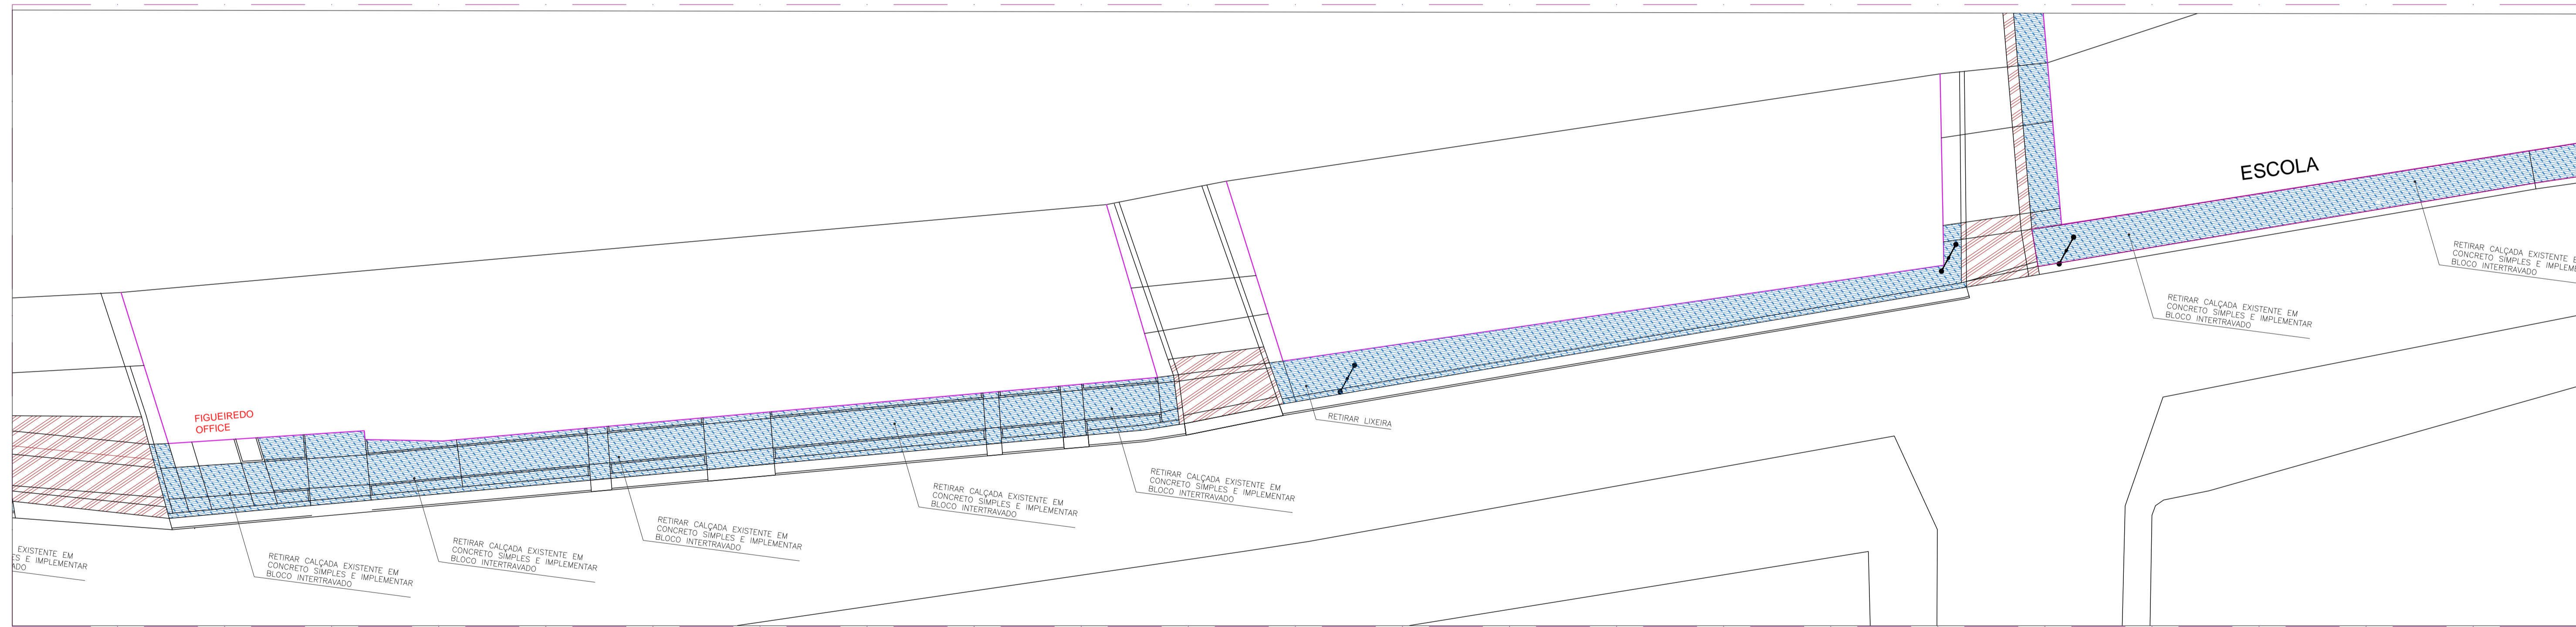 ESCOLA
RETIRAR CALÇADA EXISTENTE E
CONCRETO SIMPLES E IMPLEME
BLOCO INTERTRAVADO
RETIRAR CALÇADA EXISTENTE EM
CONCRETO SIMPLES E IMPLEMENTAR
BLOCO INTERTRAVADO
FIGUEIREDO
OFFICE
RETIRAR LIXEIRA
RETIRAR CALÇADA EXISTENTE EM
CONCRETO SIMPLES E IMPLEMENTAR
BLOCO INTERTRAVADO
RETIRAR CALÇADA EXISTENTE EM
CONCRETO SIMPLES E IMPLEMENTAR
BLOCO INTERTRAVADO
RETIRAR CALÇADA EXISTENTE EM
CONCRETO SIMPLES E IMPLEMENTAR
BLOCO INTERTRAVADO
RETIRAR CALÇADA EXISTENTE EM
CONCRETO SIMPLES E IMPLEMENTAR
BLOCO INTERTRAVADO
EXISTENTE EM
ES E IMPLEMENTAR
ADO
RETIRAR CALÇADA EXISTENTE EM
CONCRETO SIMPLES E IMPLEMENTAR
BLOCO INTERTRAVADO